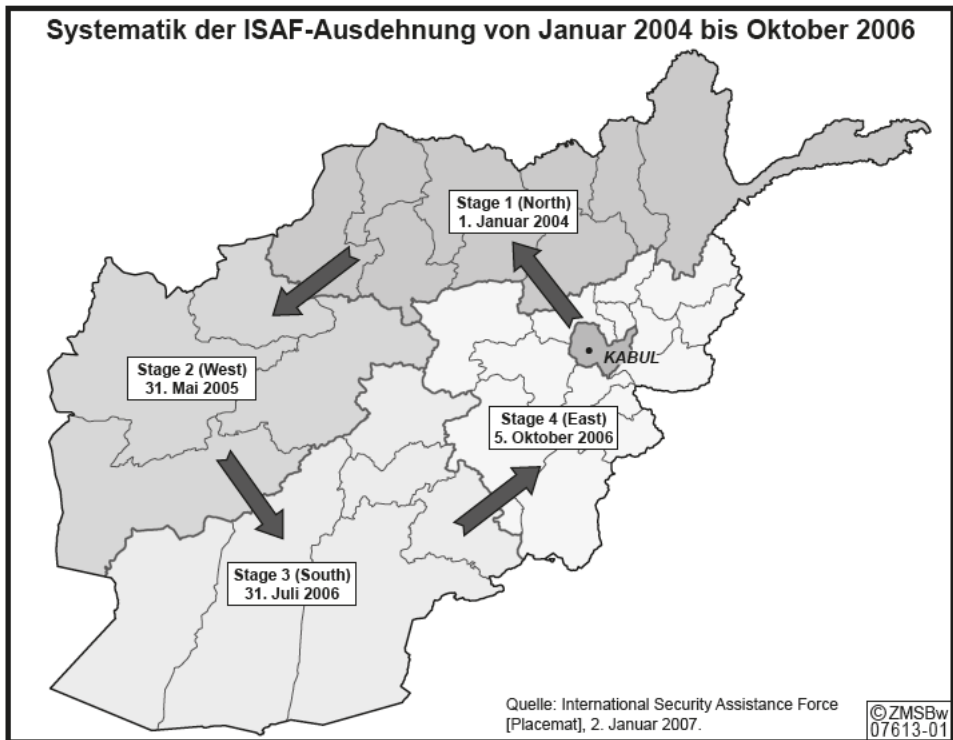 Systematik der ISAF-Ausdehnung von Januar 2004 bis Oktober 2006
Stage 1 (North)
1. Januar 2004
KABUL
Stage 2 (West)
31. Mai 2005
Stage 4 (East)
5. Oktober 2006
Stage 3 (South)
31. Juli 2006
Quelle: International Security Assistance Force
[Placemat], 2. Januar 2007.
©ZMSBw
07613-01